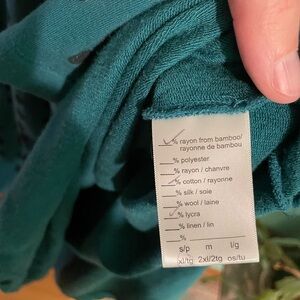 % rayon from bamboo/
rayonne de bambou
% polyester
% rayon / chanvre
% cotton / rayonne
% silk / soie
% wool / laine
% lycra
% linen / lin
%
s/p m l/g
xl/tg 2xl/2tg os/tu